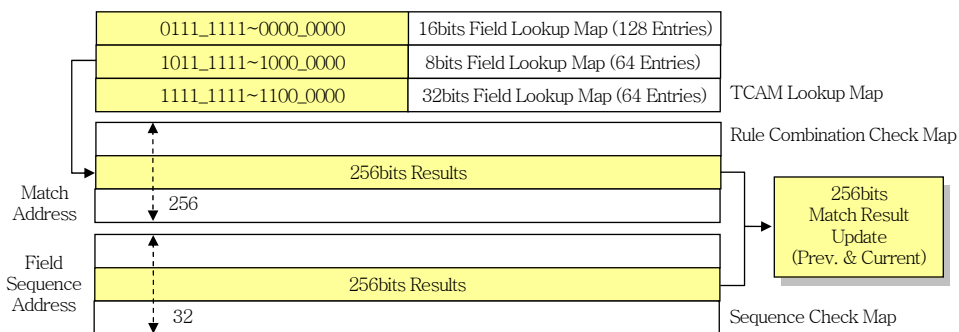 0111_1111~0000_0000 16bits Field Lookup Map (128 Entries)
1011_1111~1000_0000 8bits Field Lookup Map (64 Entries)
1111_1111~1100_0000 32bits Field Lookup Map (64 Entries)
TCAM Lookup Map
Rule Combination Check Map
256bits Results
Match
Address
256
256bits
Match Result
Update
(Prev. & Current)
Field
Sequence
Address
256bits Results
32
Sequence Check Map